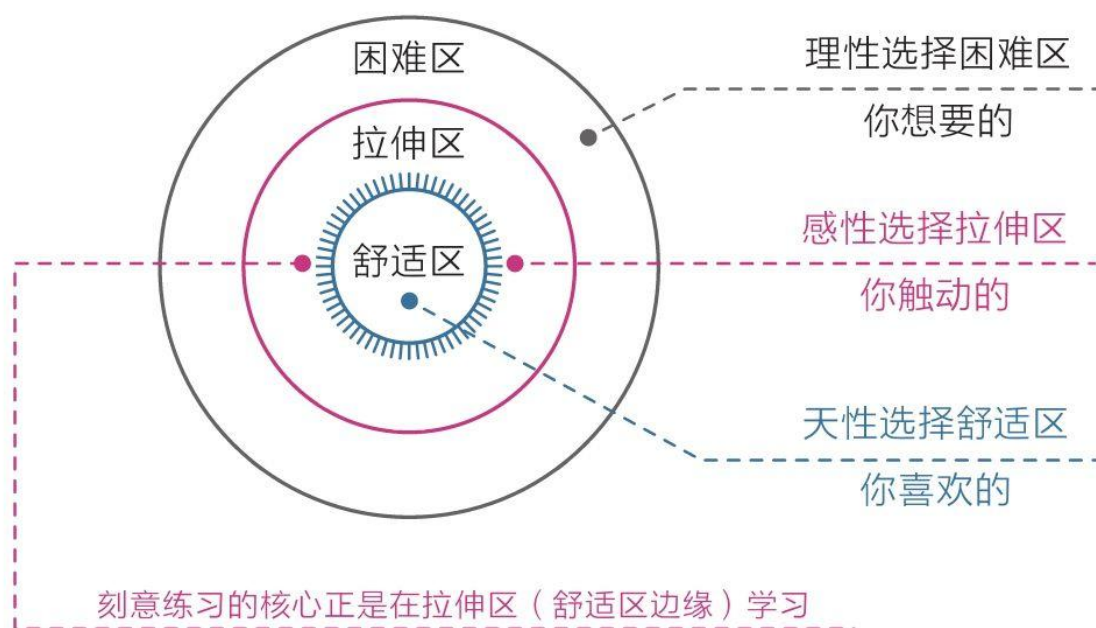 困难区
拉伸区
舒适区
理性选择困难区
你想要的
感性选择拉伸区
你触动的
天性选择舒适区
你喜欢的
刻意练习的核心正是在拉伸区（舒适区边缘）学习